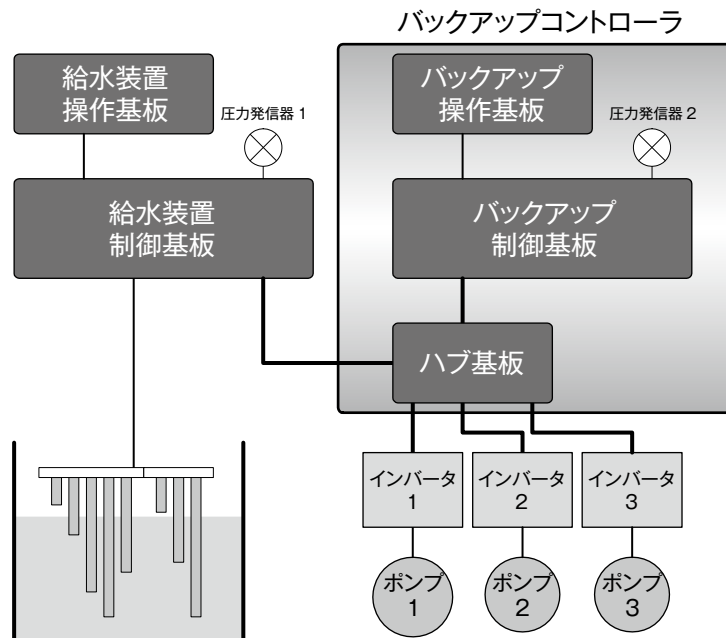 バックアップコントローラ
給水装置
操作基板
圧力発信器 1
バックアップ
操作基板
圧力発信器 2
給水装置
制御基板
バックアップ
制御基板
ハブ基板
インバータ
1
インバータ
2
インバータ
3
ポンプ
1
ポンプ
2
ポンプ
3